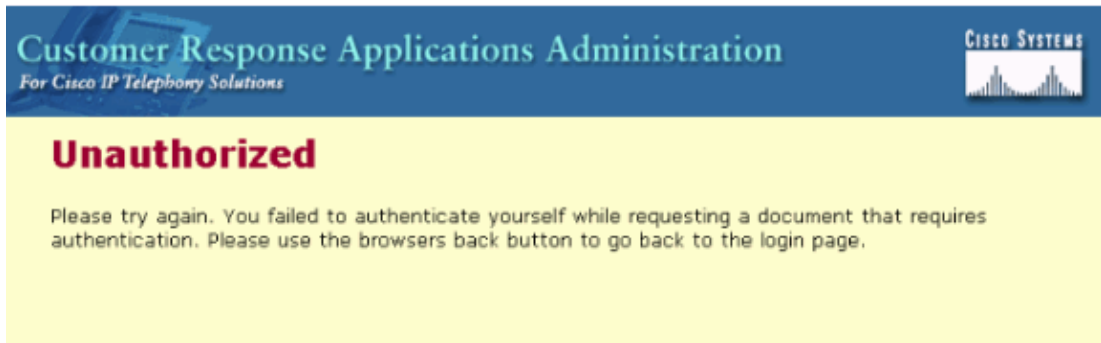 Customer Response Applications Administration
For Cisco IP Telephony Solutions
CISCO SYSTEMS
Unauthorized
Please try again. You failed to authenticate yourself while requesting a document that requires
authentication. Please use the browsers back button to go back to the login page.